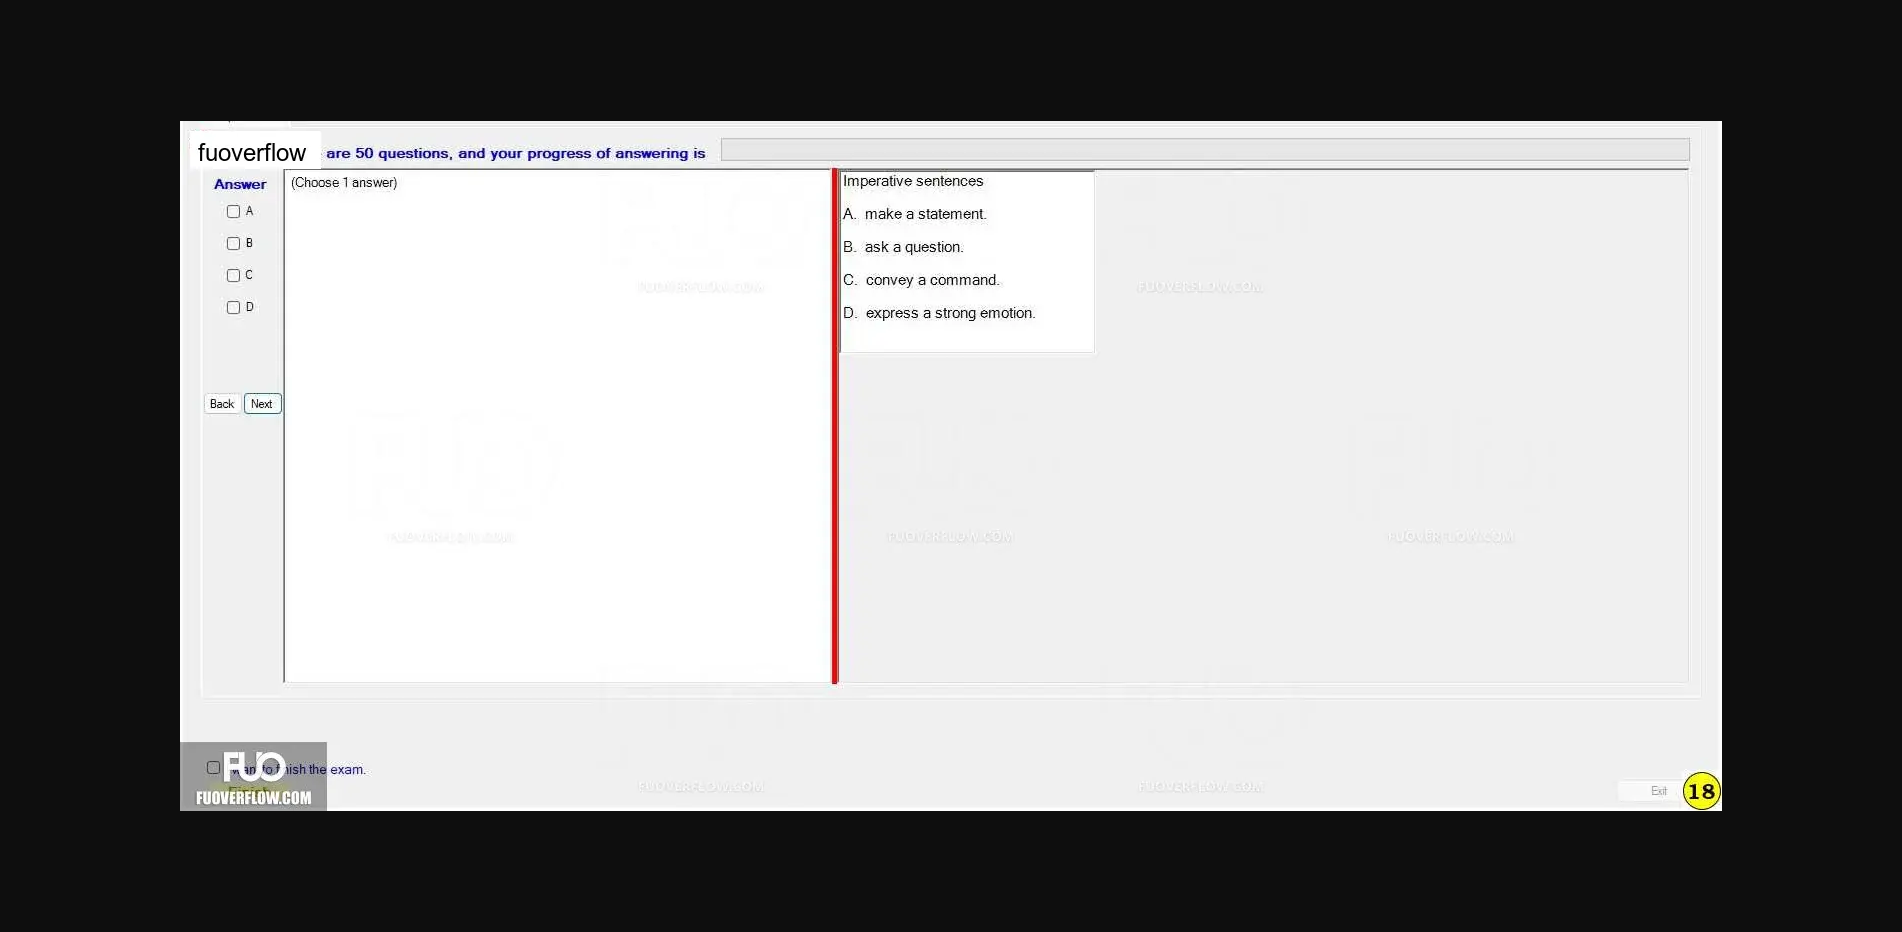 fuoverflow are 50 questions, and your progress of answering is
Answer
(Choose 1 answer)
A
B
C
D
Back Next
Imperative sentences
A. make a statement.
B. ask a question.
C. convey a command.
D. express a strong emotion.
FUOVERFLOW.COM FUOVERFLOW.COM
FUOVERFLOW.COM FUOVERFLOW.COM FUOVERFLOW.COM
FUOVERFLOW.COM FUOVERFLOW.COM
FUO
want to finish the exam.
Finish
FUOVERFLOW.COM
Exit
18